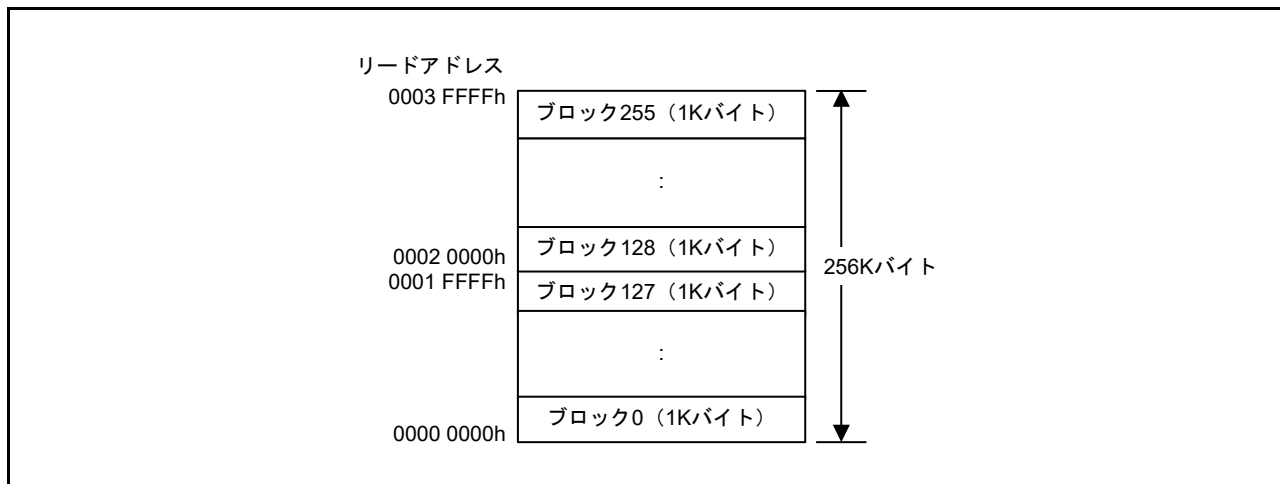 リードアドレス
0003 FFFFh
ブロック255（1Kバイト）
:
0002 0000h
ブロック128（1Kバイト）
256Kバイト
0001 FFFFh
ブロック127（1Kバイト）
:
ブロック0（1Kバイト）
0000 0000h